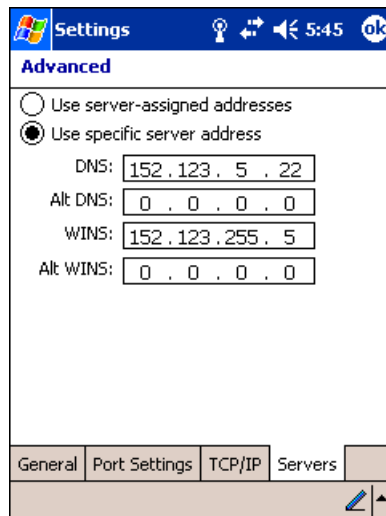 Settings 5:45 ok
Advanced
Use server-assigned addresses
Use specific server address
DNS: 152 . 123 . 5 . 22
Alt DNS: 0 . 0 . 0 . 0
WINS: 152 . 123 . 255 . 5
Alt WINS: 0 . 0 . 0 . 0
General Port Settings TCP/IP Servers